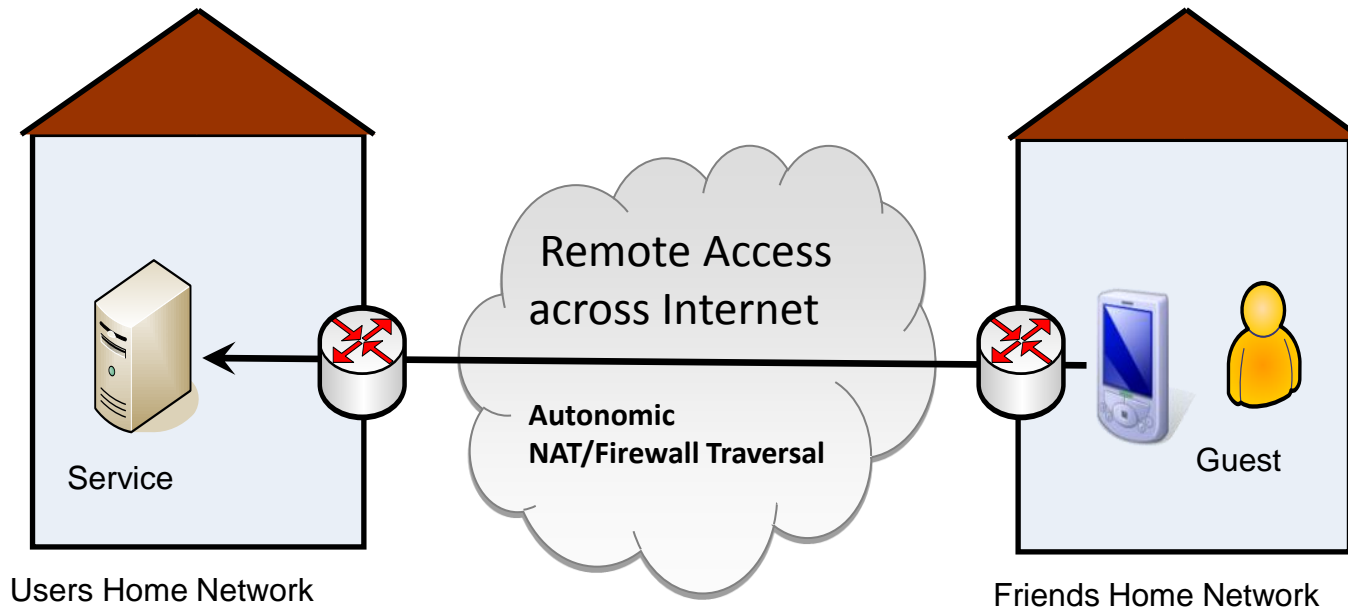 Remote Access
across Internet
Autonomic
NAT/Firewall Traversal
Service
Guest
Users Home Network
Friends Home Network